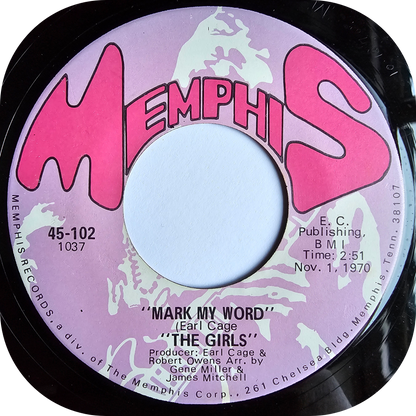 MEMPHIS
45-102
1037
E. C.
Publishing,
B M I
Time: 2:51
Nov. 1, 1970
"MARK MY WORD"
(Earl Cage
"THE GIRLS"
Producer: Earl Cage &
Robert Owens Arr. by
Gene Miller &
James Mitchell
MEMPHIS RECORDS, a div. of The Memphis Corp., 261 Chelsea Bldg. Memphis, Tenn. 38107